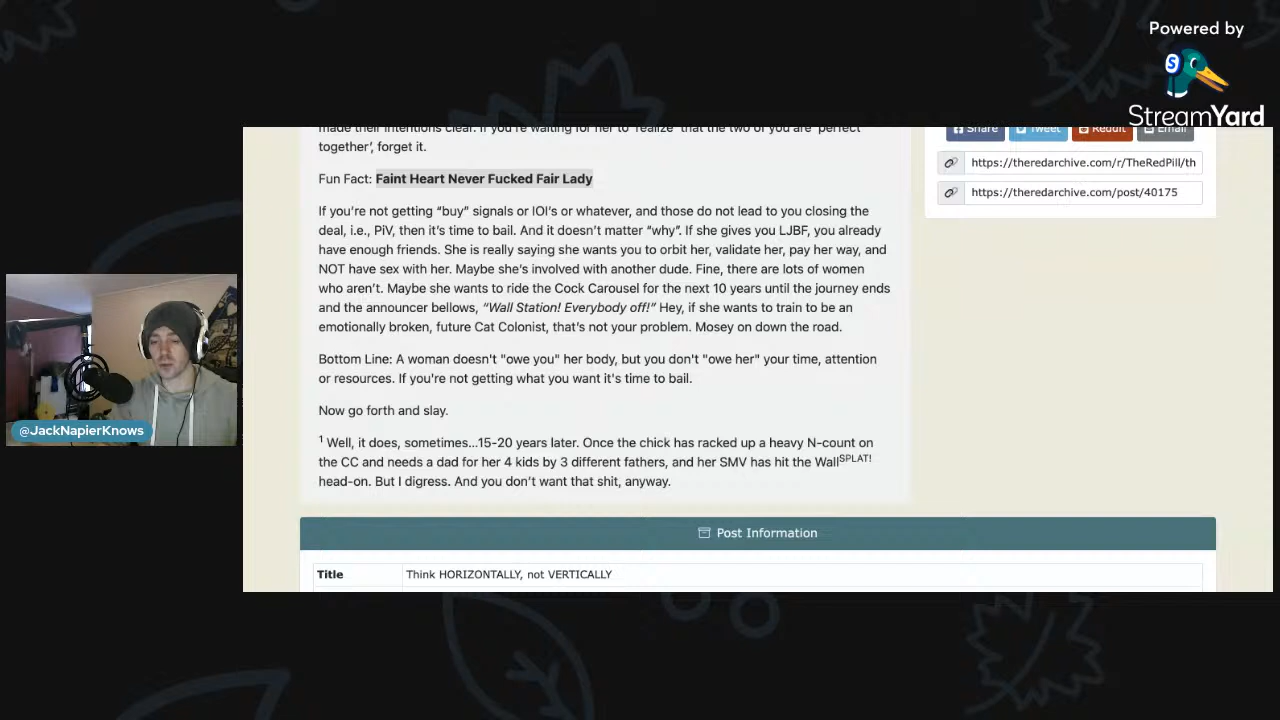 Powered by
StreamYard
made their intentions clear. If you're waiting for her to 'realize' that the two of you are 'perfect
together', forget it.
Fun Fact: Faint Heart Never Fucked Fair Lady
If you're not getting “buy” signals or IOI's or whatever, and those do not lead to you closing the
deal, i.e., PiV, then it's time to bail. And it doesn't matter “why”. If she gives you LJBF, you already
have enough friends. She is really saying she wants you to orbit her, validate her, pay her way, and
NOT have sex with her. Maybe she's involved with another dude. Fine, there are lots of women
who aren't. Maybe she wants to ride the Cock Carousel for the next 10 years until the journey ends
and the announcer bellows, “Wall Station! Everybody off!” Hey, if she wants to train to be an
emotionally broken, future Cat Colonist, that's not your problem. Mosey on down the road.
Bottom Line: A woman doesn't "owe you" her body, but you don't "owe her" your time, attention
or resources. If you're not getting what you want it's time to bail.
Now go forth and slay.
1 Well, it does, sometimes...15-20 years later. Once the chick has racked up a heavy N-count on
the CC and needs a dad for her 4 kids by 3 different fathers, and her SMV has hit the WallSPLAT!
head-on. But I digress. And you don't want that shit, anyway.
Share Tweet Reddit Email
https://theredarchive.com/r/TheRedPill/th
https://theredarchive.com/post/40175
@JackNapierKnows
Post Information
Title Think HORIZONTALLY, not VERTICALLY